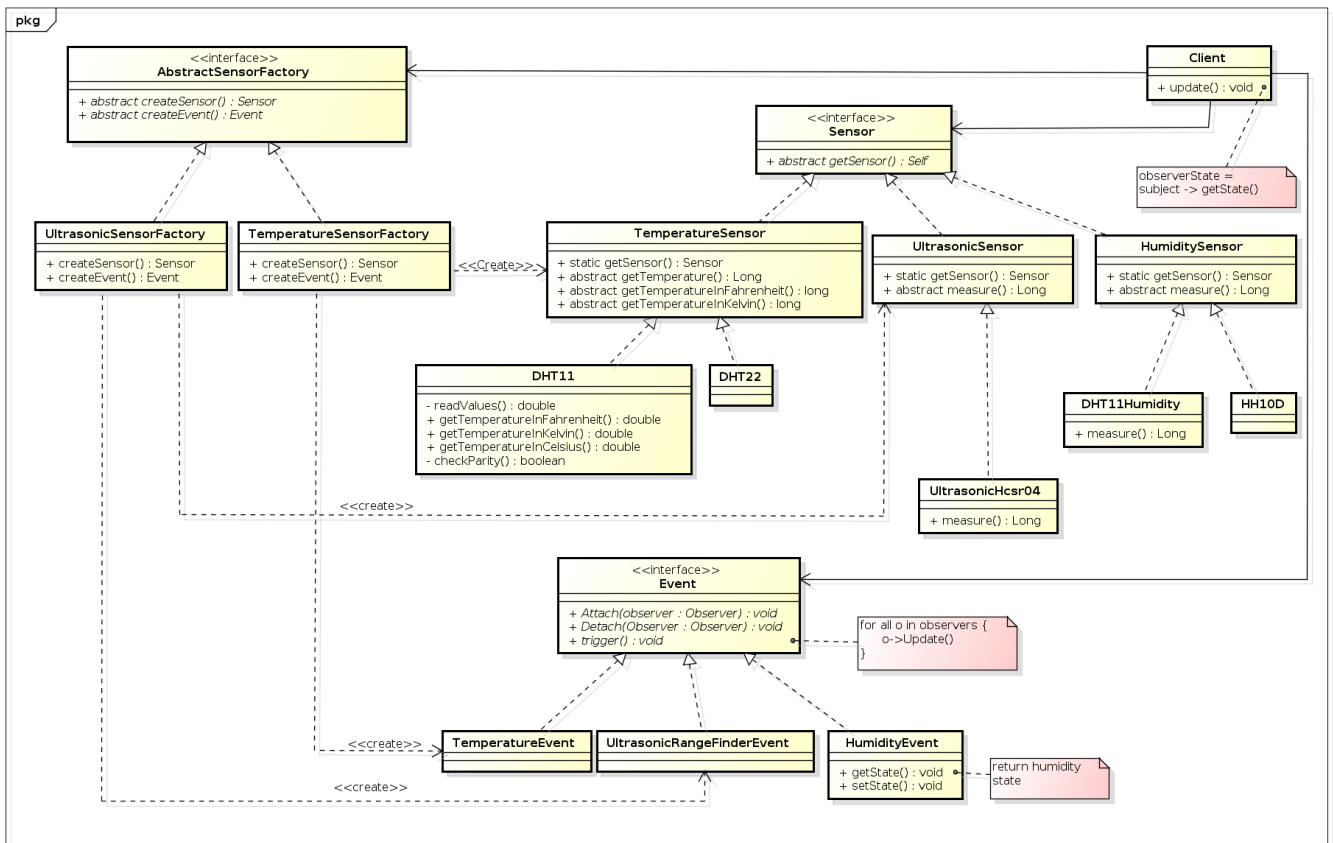 pkg
<<interface>>
AbstractSensorFactory
+ abstract createSensor() : Sensor
+ abstract createEvent() : Event
Client
+ update() : void
<<interface>>
Sensor
+ abstract getSensor() : Self
observerState =
subject -> getState()
UltrasonicSensorFactory
+ createSensor() : Sensor
+ createEvent() : Event
TemperatureSensorFactory
+ createSensor() : Sensor
+ createEvent() : Event
<<Create>>
TemperatureSensor
+ static getSensor() : Sensor
+ abstract getTemperature() : Long
+ abstract getTemperatureInFahrenheit() : long
+ abstract getTemperatureInKelvin() : long
UltrasonicSensor
+ static getSensor() : Sensor
+ abstract measure() : Long
HumiditySensor
+ static getSensor() : Sensor
+ abstract measure() : Long
DHT11
- readValues() : double
+ getTemperatureInFahrenheit() : double
+ getTemperatureInKelvin() : double
+ getTemperatureInCelsius() : double
- checkParity() : boolean
DHT22
DHT11Humidity
+ measure() : Long
HH10D
UltrasonicHcsr04
+ measure() : Long
<<create>>
<<interface>>
Event
+ Attach(observer : Observer) : void
+ Detach(Observer : Observer) : void
+ trigger() : void
for all o in observers {
o->Update()
}
<<create>>
TemperatureEvent
UltrasonicRangeFinderEvent
HumidityEvent
+ getState() : void
+ setState() : void
return humidity
state
<<create>>